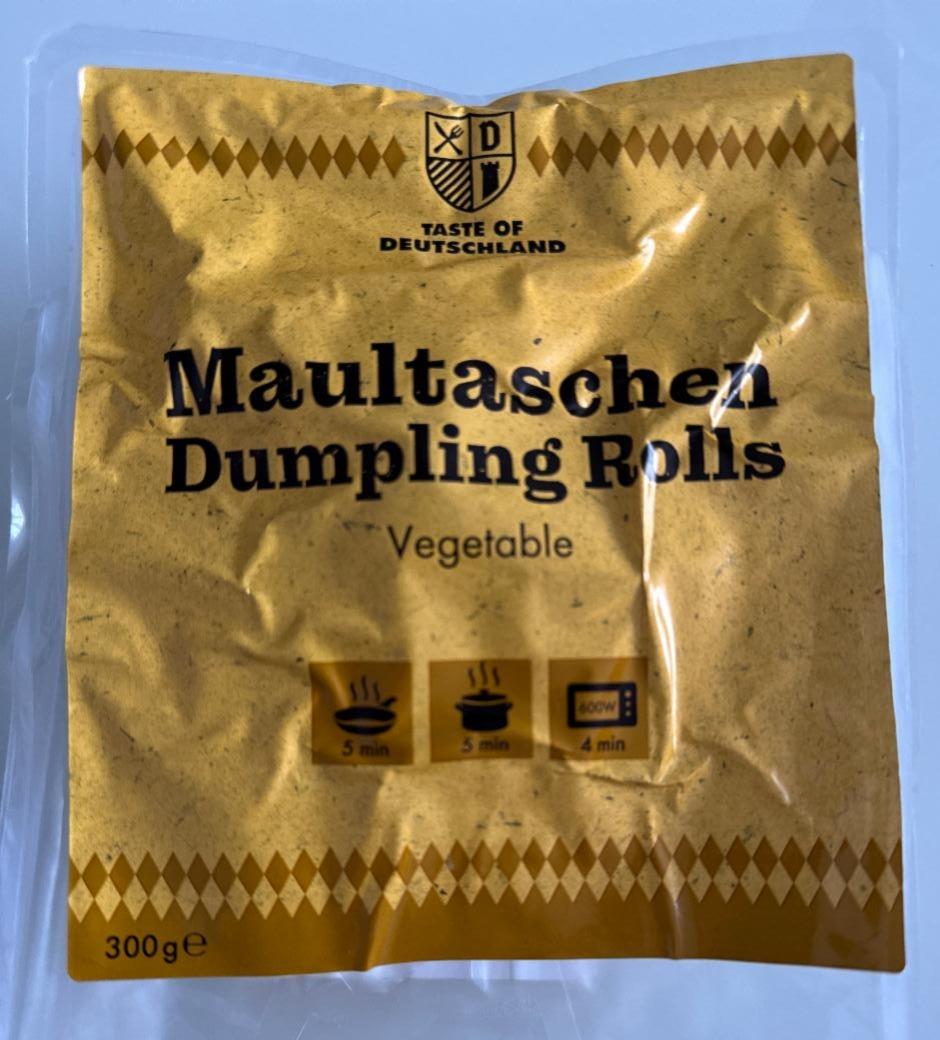 D
TASTE OF
DEUTSCHLAND
Maultaschen
Dumpling Rolls
Vegetable
600W
5 min 5 min 4 min
300g℮